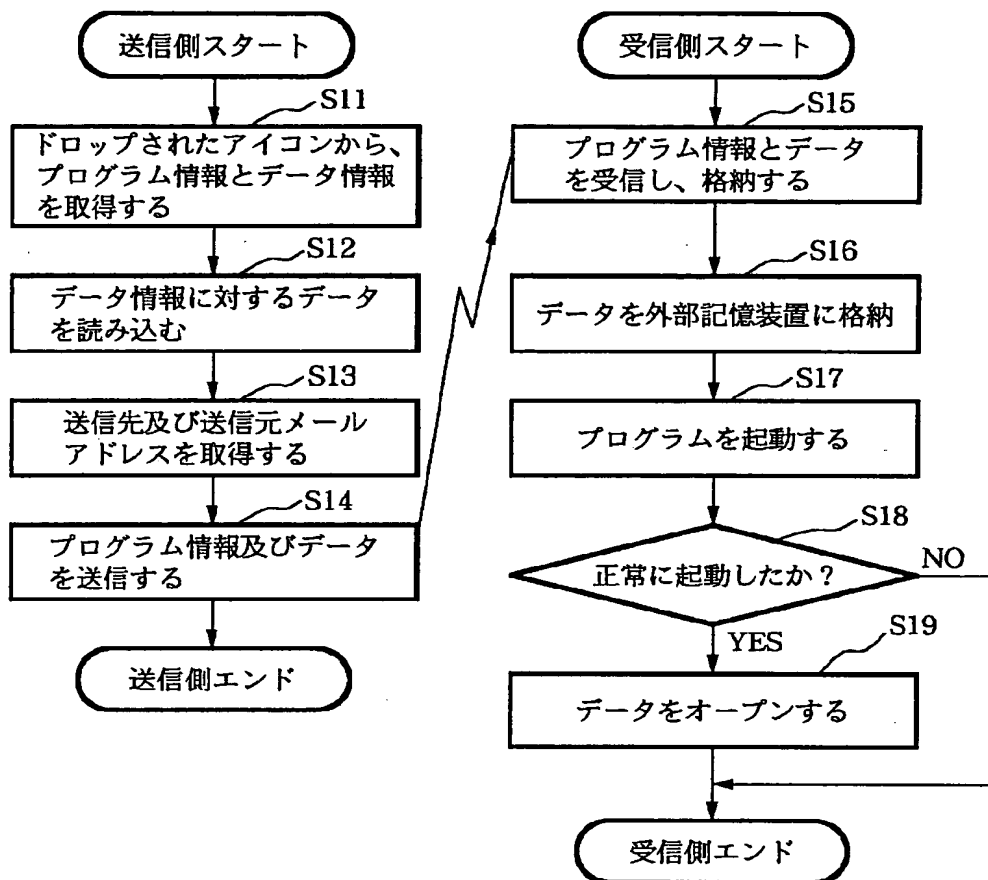 送信側スタート
S11
ドロップされたアイコンから、
プログラム情報とデータ情報
を取得する
S12
データ情報に対するデータ
を読み込む
S13
送信先及び送信元メール
アドレスを取得する
S14
プログラム情報及びデータ
を送信する
送信側エンド
受信側スタート
S15
プログラム情報とデータ
を受信し、格納する
S16
データを外部記憶装置に格納
S17
プログラムを起動する
S18
正常に起動したか?
NO
YES
S19
データをオープンする
受信側エンド